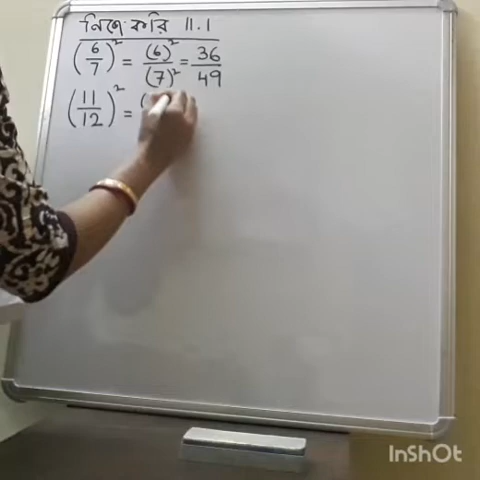 নিজে করি 11.1
(6/7)² = (6)²/(7)² = 36/49
(11/12)² = (
InShOt